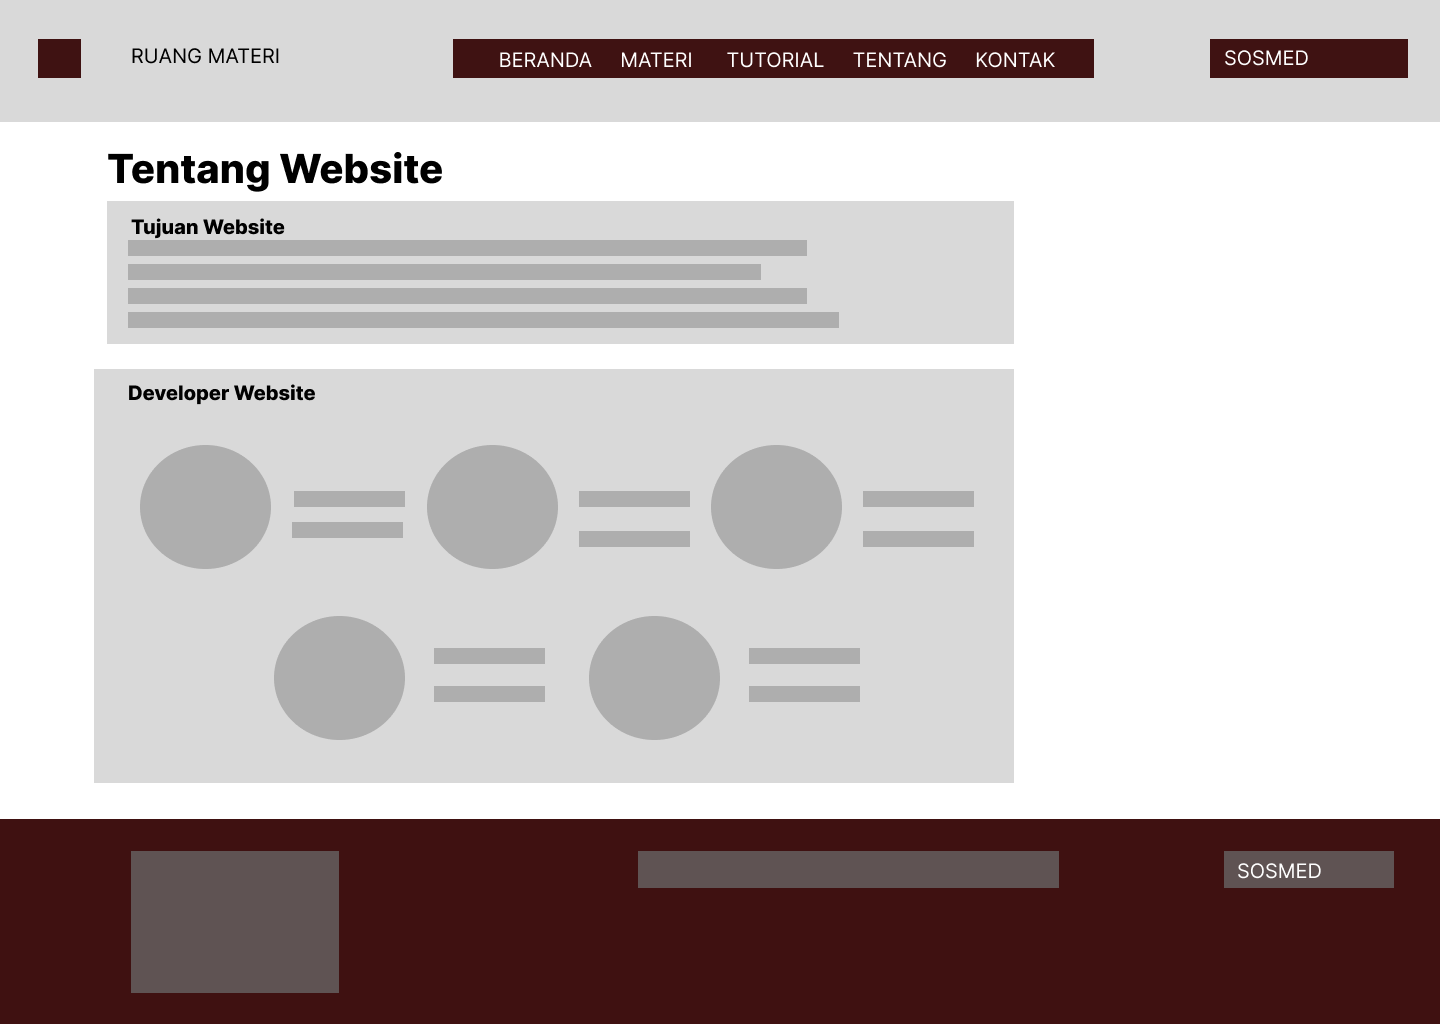 RUANG MATERI
BERANDA MATERI TUTORIAL TENTANG KONTAK
SOSMED
Tentang Website
Tujuan Website
Developer Website
SOSMED